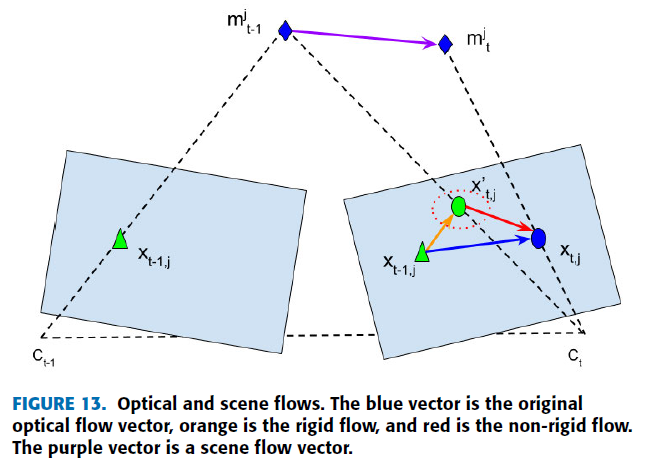 m^j_{t-1}
m^j_t
x'_{t,j}
x_{t-1,j}
x_{t-1,j}
x_{t,j}
C_{t-1}
C_t
FIGURE 13. Optical and scene flows. The blue vector is the original
optical flow vector, orange is the rigid flow, and red is the non-rigid flow.
The purple vector is a scene flow vector.